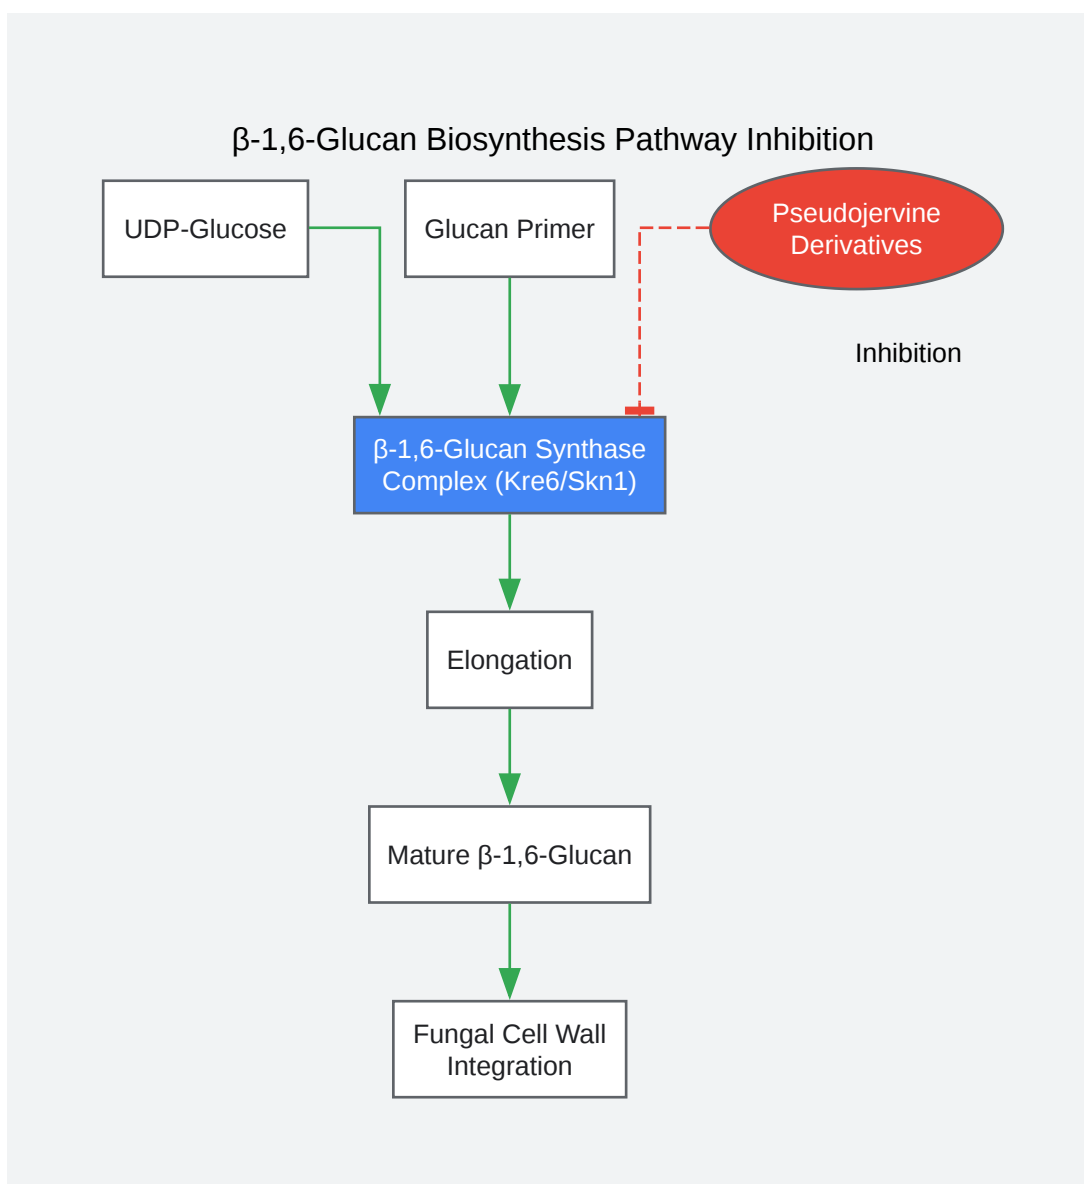 β-1,6-Glucan Biosynthesis Pathway Inhibition
UDP-Glucose
Glucan Primer
Pseudojervine
Derivatives
Inhibition
β-1,6-Glucan Synthase
Complex (Kre6/Skn1)
Elongation
Mature β-1,6-Glucan
Fungal Cell Wall
Integration